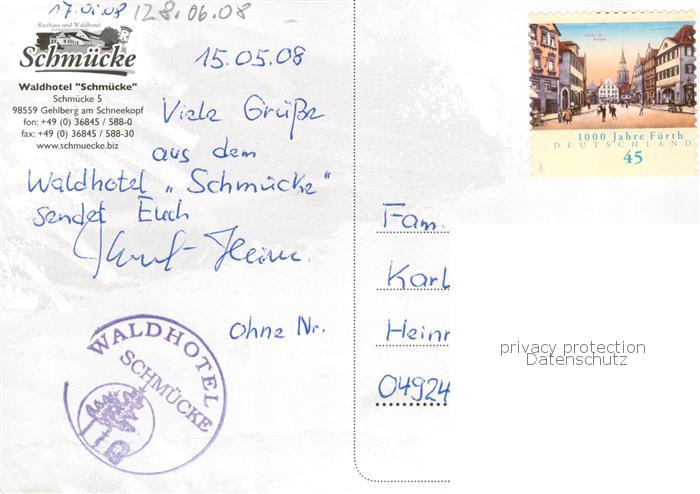 17.01.08 128.06.08
Rasthaus und Waldhotel
Schmücke
Waldhotel "Schmücke"
Schmücke 5
98559 Gehlberg am Schneekopf
fon: +49 (0) 36845 / 588-0
fax: +49 (0) 36845 / 588-30
www.schmuecke.biz
15.05.08
Viele Grüße
aus dem
Waldhotel „Schmücke"
sendet Euch
Ohne Nr.
WALDHOTEL
SCHMÜCKE
1000 Jahre Fürth
DEUTSCHLAND
45
Fam.
Karl
Heinr
04924
privacy protection
Datenschutz